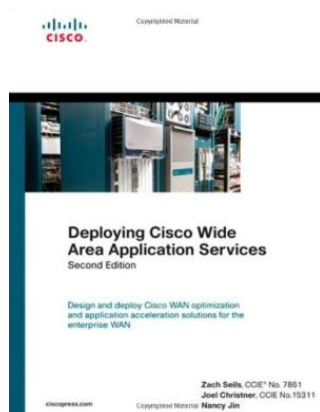 Copyrighted Material
CISCO.
Deploying Cisco Wide
Area Application Services
Second Edition
Design and deploy Cisco WAN optimization
and application acceleration solutions for the
enterprise WAN
Zach Seils, CCIE® No. 7861
Joel Christner, CCIE No.15311
ciscopress.com
Copyrighted Material
Nancy Jin